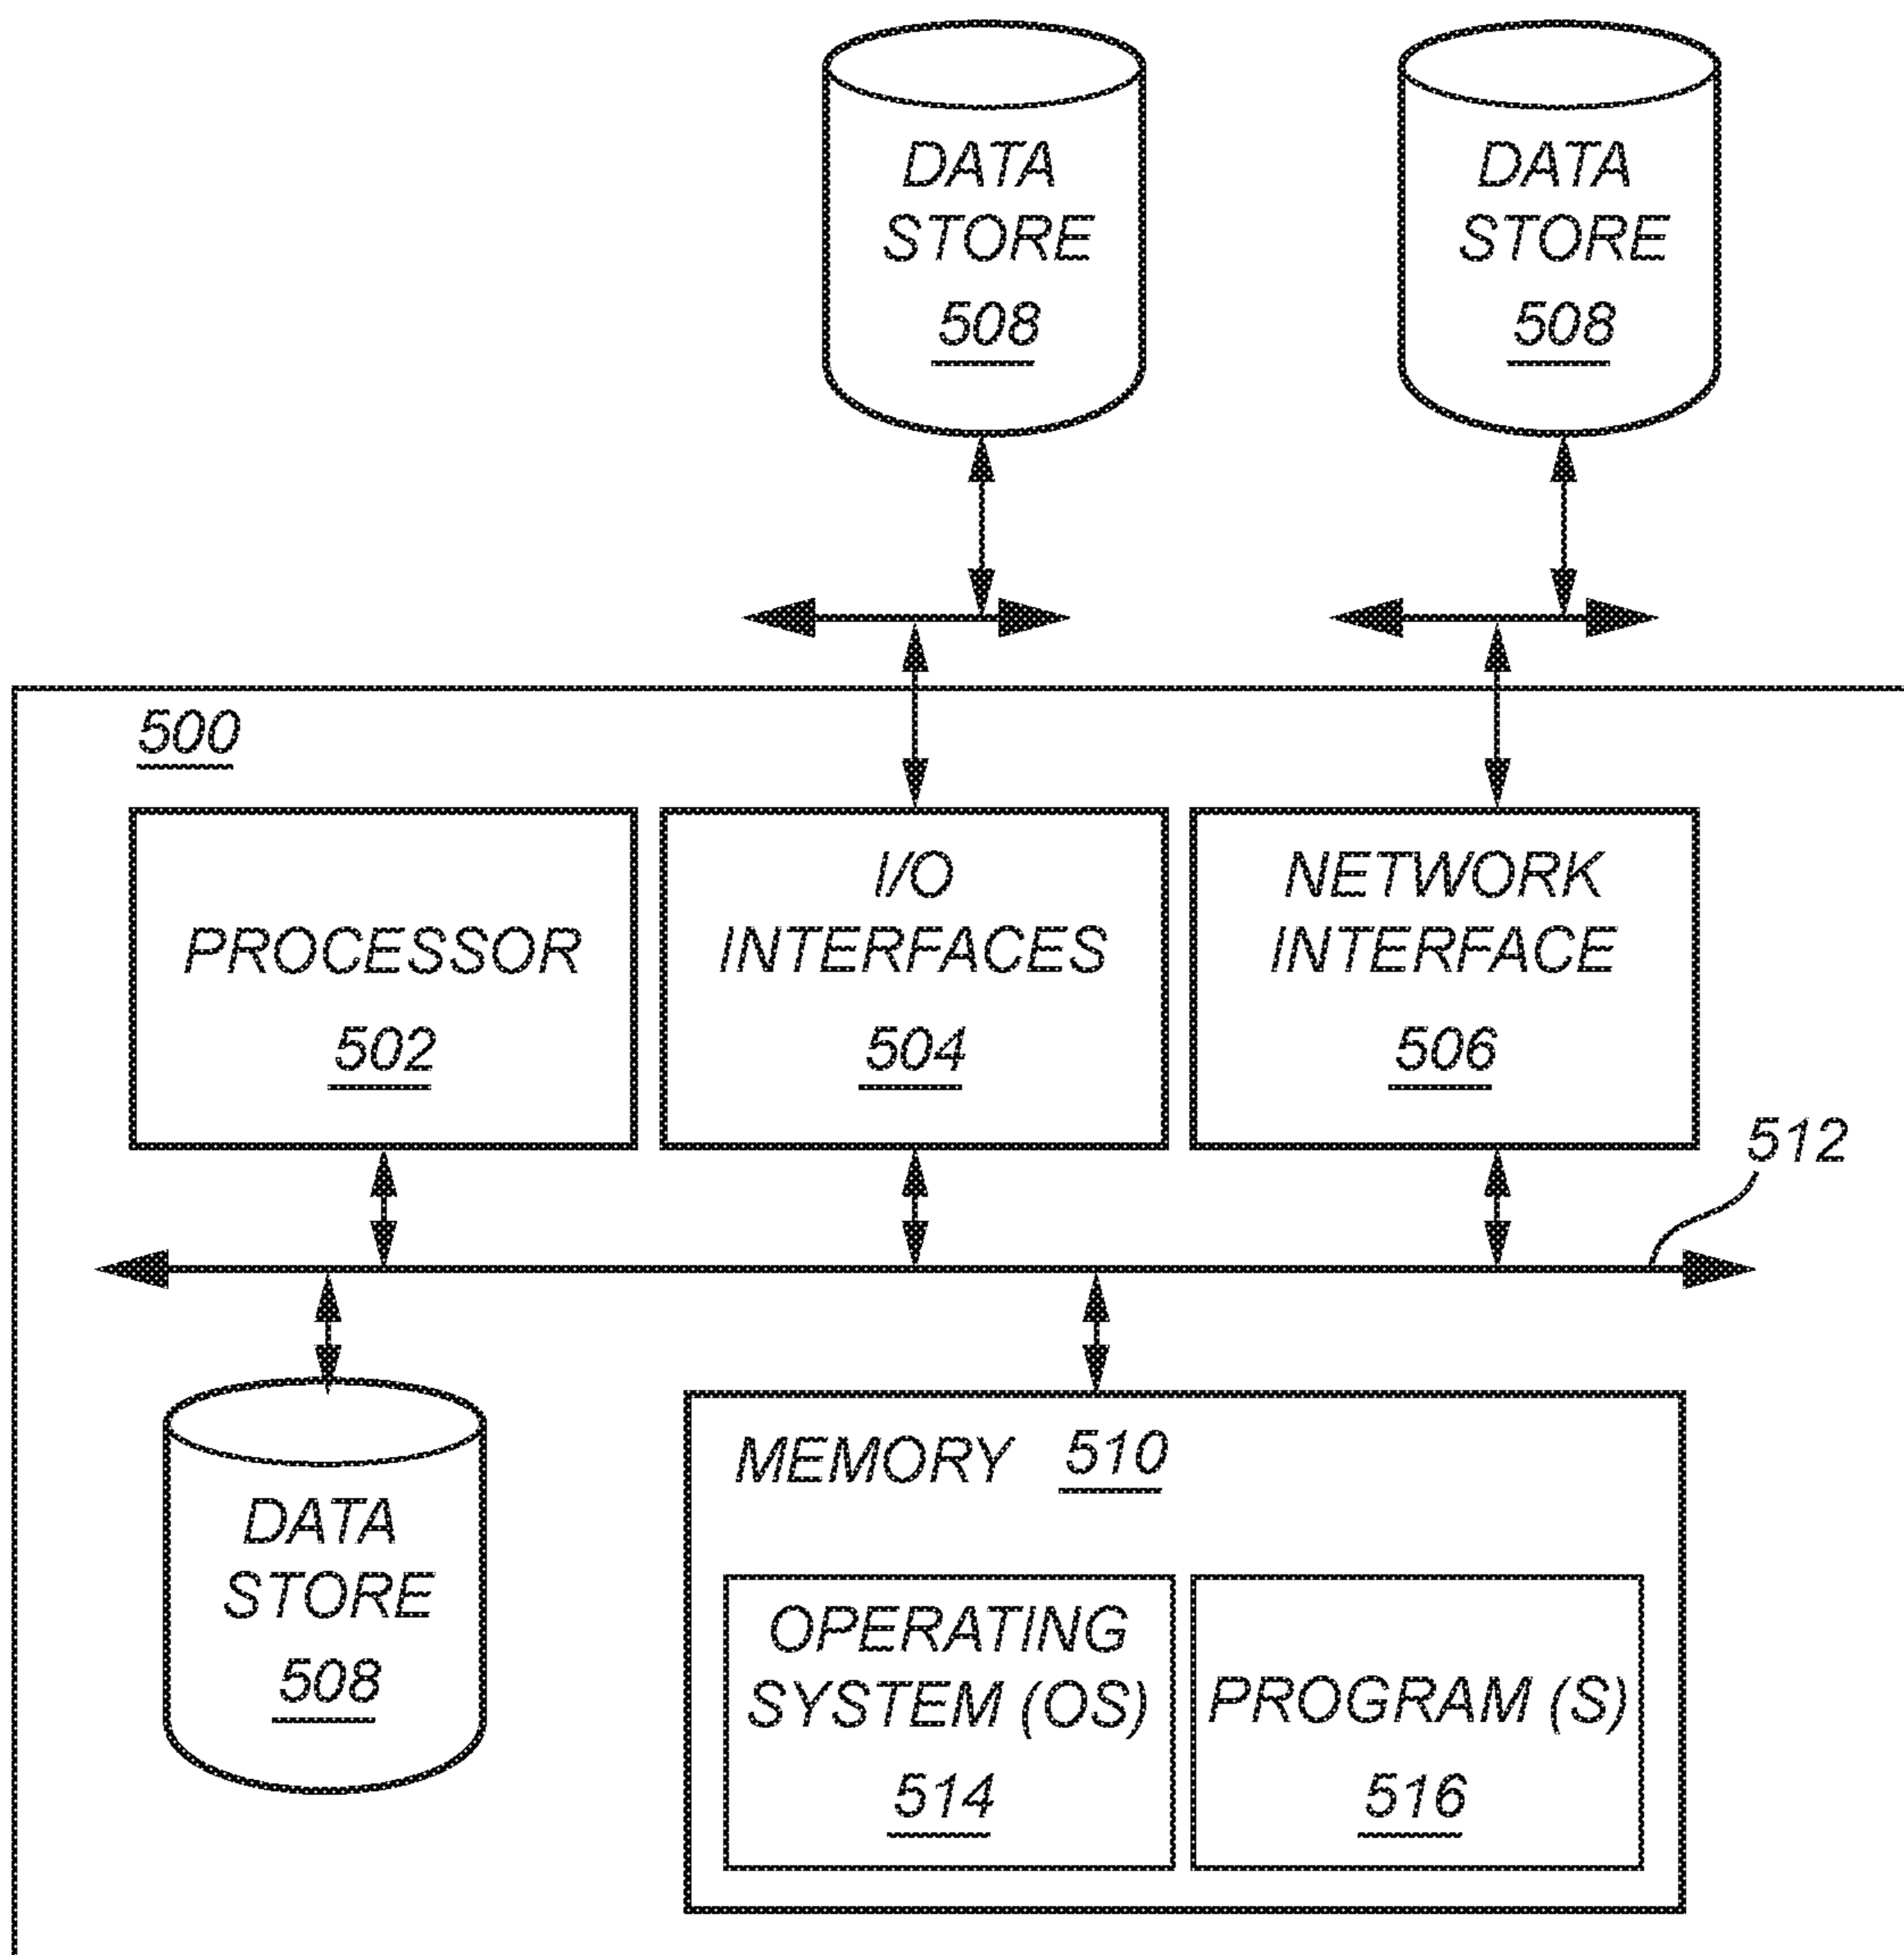 DATA
STORE
508
DATA
STORE
508
500
PROCESSOR
502
I/O
INTERFACES
504
NETWORK
INTERFACE
506
512
DATA
STORE
508
MEMORY 510
OPERATING
SYSTEM (OS)
514
PROGRAM (S)
516